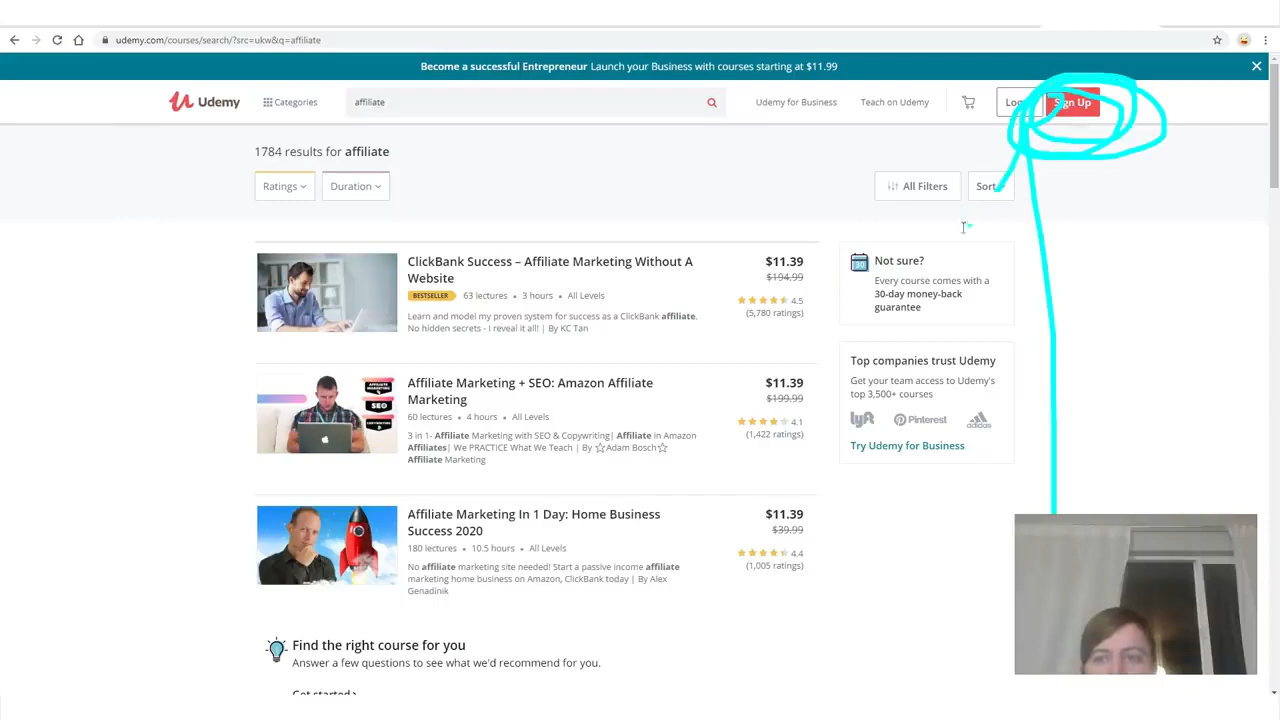 udemy.com/courses/search/?src=ukw&q=affiliate
Become a successful Entrepreneur Launch your Business with courses starting at $11.99
Udemy
Categories
affiliate
Udemy for Business
Teach on Udemy
Sign Up
1784 results for affiliate
Ratings
Duration
All Filters
Sort
ClickBank Success – Affiliate Marketing Without A
Website
BESTSELLER 63 lectures • 3 hours • All Levels
Learn and model my proven system for success as a ClickBank affiliate.
No hidden secrets - I reveal it all! | By KC Tan
$11.39
$194.99
4.5
(5,780 ratings)
Not sure?
Every course comes with a
30-day money-back
guarantee
30
Top companies trust Udemy
Get your team access to Udemy's
top 3,500+ courses
lyft
Pinterest
adidas
Try Udemy for Business
SEO
Affiliate Marketing + SEO: Amazon Affiliate
Marketing
60 lectures • 4 hours • All Levels
3 in 1- Affiliate Marketing with SEO & Copywriting| Affiliate in Amazon
Affiliates| We PRACTICE What We Teach | By ☆Adam Bosch☆
Affiliate Marketing
$11.39
$199.99
4.1
(1,422 ratings)
Affiliate Marketing In 1 Day: Home Business
Success 2020
180 lectures • 10.5 hours • All Levels
No affiliate marketing site needed! Start a passive income affiliate
marketing home business on Amazon, ClickBank today | By Alex
Genadinik
$11.39
$39.99
4.4
(1,005 ratings)
Find the right course for you
Answer a few questions to see what we'd recommend for you.
Get started